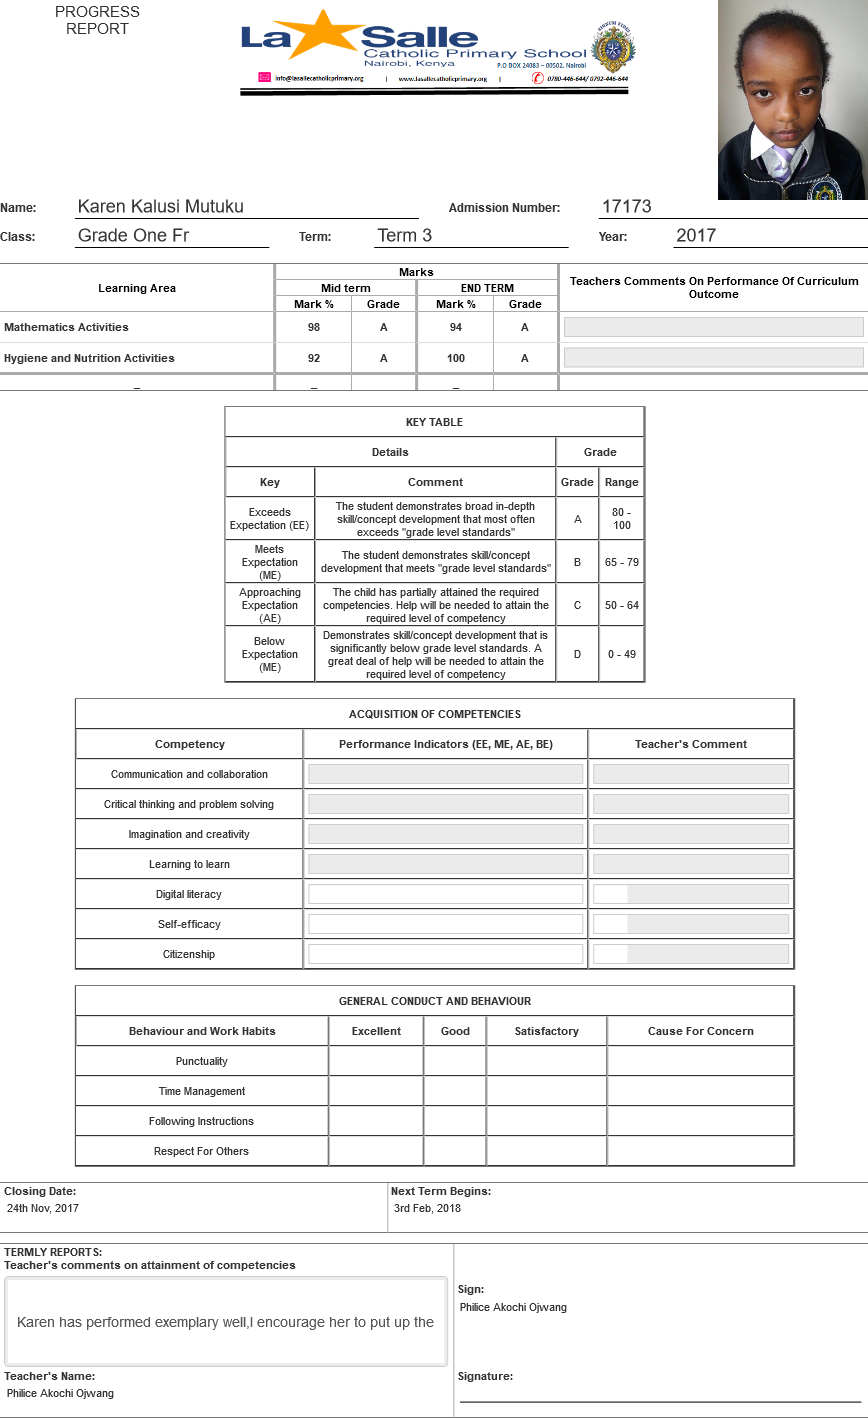 PROGRESS
REPORT
La Salle
Catholic Primary School
Nairobi, Kenya
P.O BOX 24083 – 00502, Nairobi
info@lasallecatholicprimary.org | www.lasallecatholicprimary.org | 0780-446-644/ 0792-446-644
Name: Karen Kalusi Mutuku Admission Number: 17173
Class: Grade One Fr Term: Term 3 Year: 2017
Learning Area Marks Teachers Comments On Performance Of Curriculum
Outcome
Mid term END TERM
Mark % Grade Mark % Grade
Mathematics Activities 98 A 94 A
Hygiene and Nutrition Activities 92 A 100 A
_ _ _
KEY TABLE
Details Grade
Key Comment Grade Range
Exceeds
Expectation (EE)
The student demonstrates broad in-depth
skill/concept development that most often
exceeds "grade level standards"
A
80 -
100
Meets
Expectation
(ME)
The student demonstrates skill/concept
development that meets "grade level standards"
B
65 - 79
Approaching
Expectation
(AE)
The child has partially attained the required
competencies. Help will be needed to attain the
required level of competency
C
50 - 64
Below
Expectation
(ME)
Demonstrates skill/concept development that is
significantly below grade level standards. A
great deal of help will be needed to attain the
required level of competency
D
0 - 49
ACQUISITION OF COMPETENCIES
Competency Performance Indicators (EE, ME, AE, BE) Teacher's Comment
Communication and collaboration
Critical thinking and problem solving
Imagination and creativity
Learning to learn
Digital literacy
Self-efficacy
Citizenship
GENERAL CONDUCT AND BEHAVIOUR
Behaviour and Work Habits Excellent Good Satisfactory Cause For Concern
Punctuality
Time Management
Following Instructions
Respect For Others
Closing Date: Next Term Begins:
24th Nov, 2017 3rd Feb, 2018
TERMLY REPORTS:
Teacher's comments on attainment of competencies
Karen has performed exemplary well,I encourage her to put up the
Sign:
Philice Akochi Ojwang
Teacher's Name: Signature:
Philice Akochi Ojwang